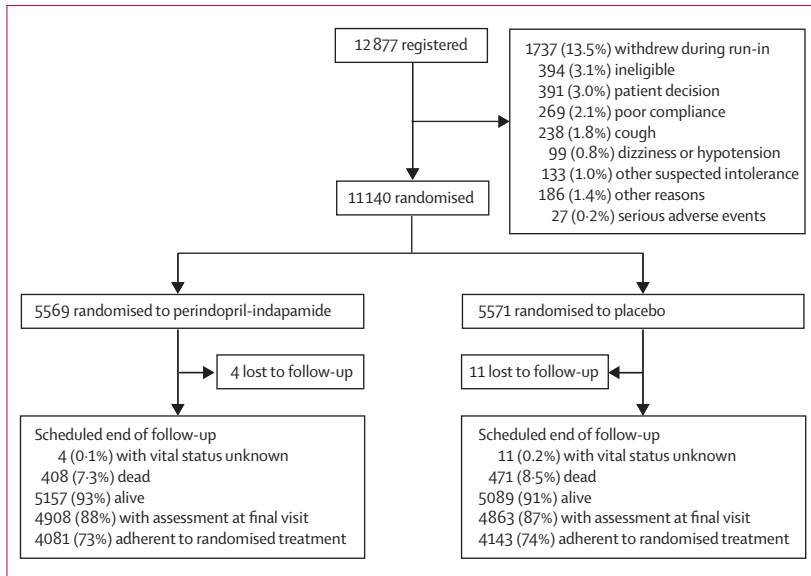 12 877 registered
1737 (13.5%) withdrew during run-in
394 (3.1%) ineligible
391 (3.0%) patient decision
269 (2.1%) poor compliance
238 (1.8%) cough
99 (0.8%) dizziness or hypotension
133 (1.0%) other suspected intolerance
186 (1.4%) other reasons
27 (0·2%) serious adverse events
11 140 randomised
5569 randomised to perindopril-indapamide
5571 randomised to placebo
4 lost to follow-up
11 lost to follow-up
Scheduled end of follow-up
4 (0·1%) with vital status unknown
408 (7·3%) dead
5157 (93%) alive
4908 (88%) with assessment at final visit
4081 (73%) adherent to randomised treatment
Scheduled end of follow-up
11 (0.2%) with vital status unknown
471 (8·5%) dead
5089 (91%) alive
4863 (87%) with assessment at final visit
4143 (74%) adherent to randomised treatment